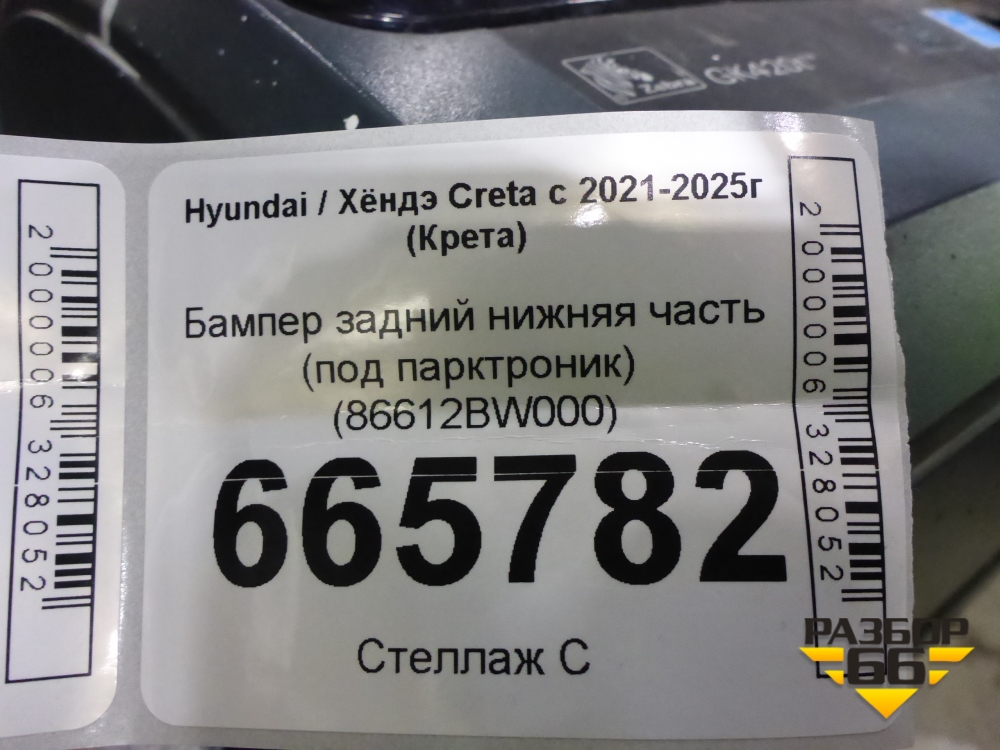 Zebra
GK420t
Hyundai / Хёндэ Creta с 2021-2025г
(Крета)
Бампер задний нижняя часть
(под парктроник)
(86612BW000)
665782
Стеллаж С
2000006328052
2000006328052
РАЗБОР
66